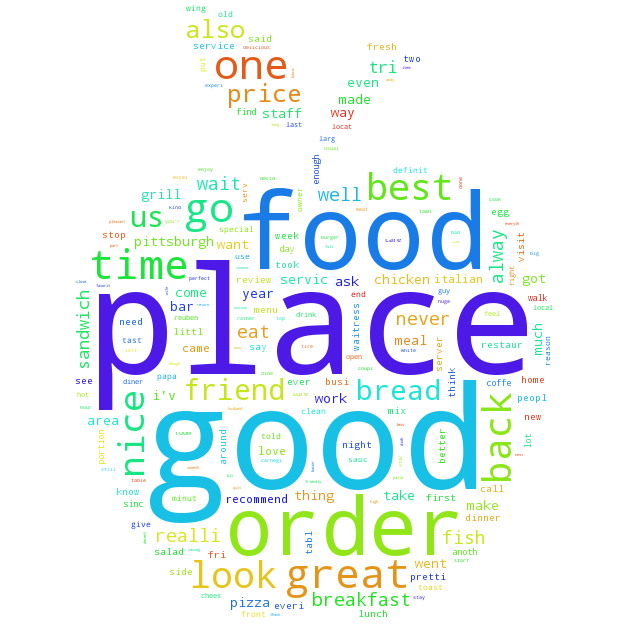 wing
old
also
said
service
delicious
fresh
one
put
two
tri
even
experi
price
made
find
staff
way
last
locat
larg
enough
best
definit
well
wait
grill
serv
owner
go
food
us
egg
special
stop
week
alway
visit
right
pittsburgh
want
day
time
use
took
review
servic
ask
chicken
italian
got
come
year
menu
guy
big
walk
local
bar
place
end
huge
sandwich
reuben
drink
waitress
feel
need
littl
eat
never
restaur
much
reason
tast
came
say
meal
open
server
diner
papa
ever
busi
think
coffe
home
see
friend
bread
peopl
hot
i'v
work
mix
new
nice
clean
area
good
around
told
night
better
lot
back
portion
love
sauc
carnegi
know
minut
thing
take
call
sinc
recommend
first
make
give
order
tabl
dinner
realli
fish
anoth
salad
fri
went
side
look
great
pretti
toast
chees
pizza
everi
breakfast
stay
front
lunch